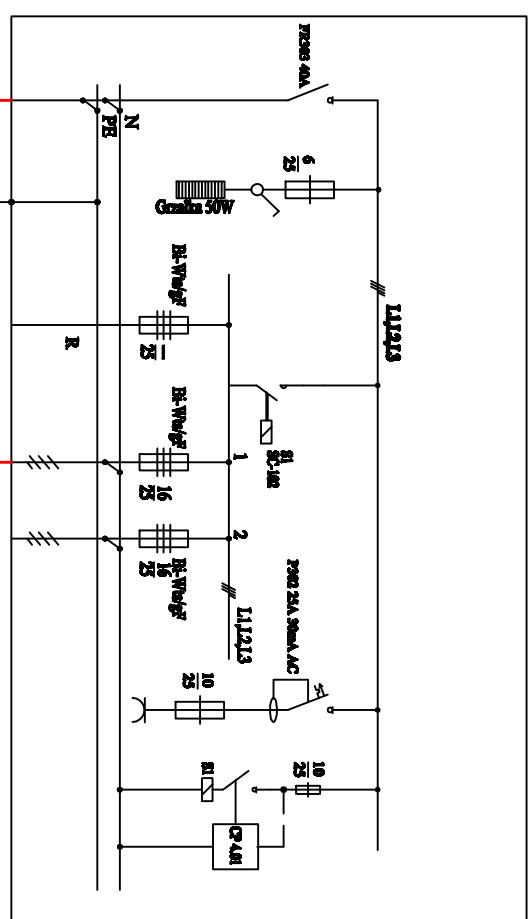 FR303 40A
N
PE
6
25
Grzałka 50W
L1,L2,L3
Bi-Wts/gF
25
R
S1
SC-102
Bi-Wts/gF
16
25
1
Bi-Wts/gF
16
25
2
L1,L2,L3
P302 25A 30mA AC
10
25
10
25
S1
CP 4.01